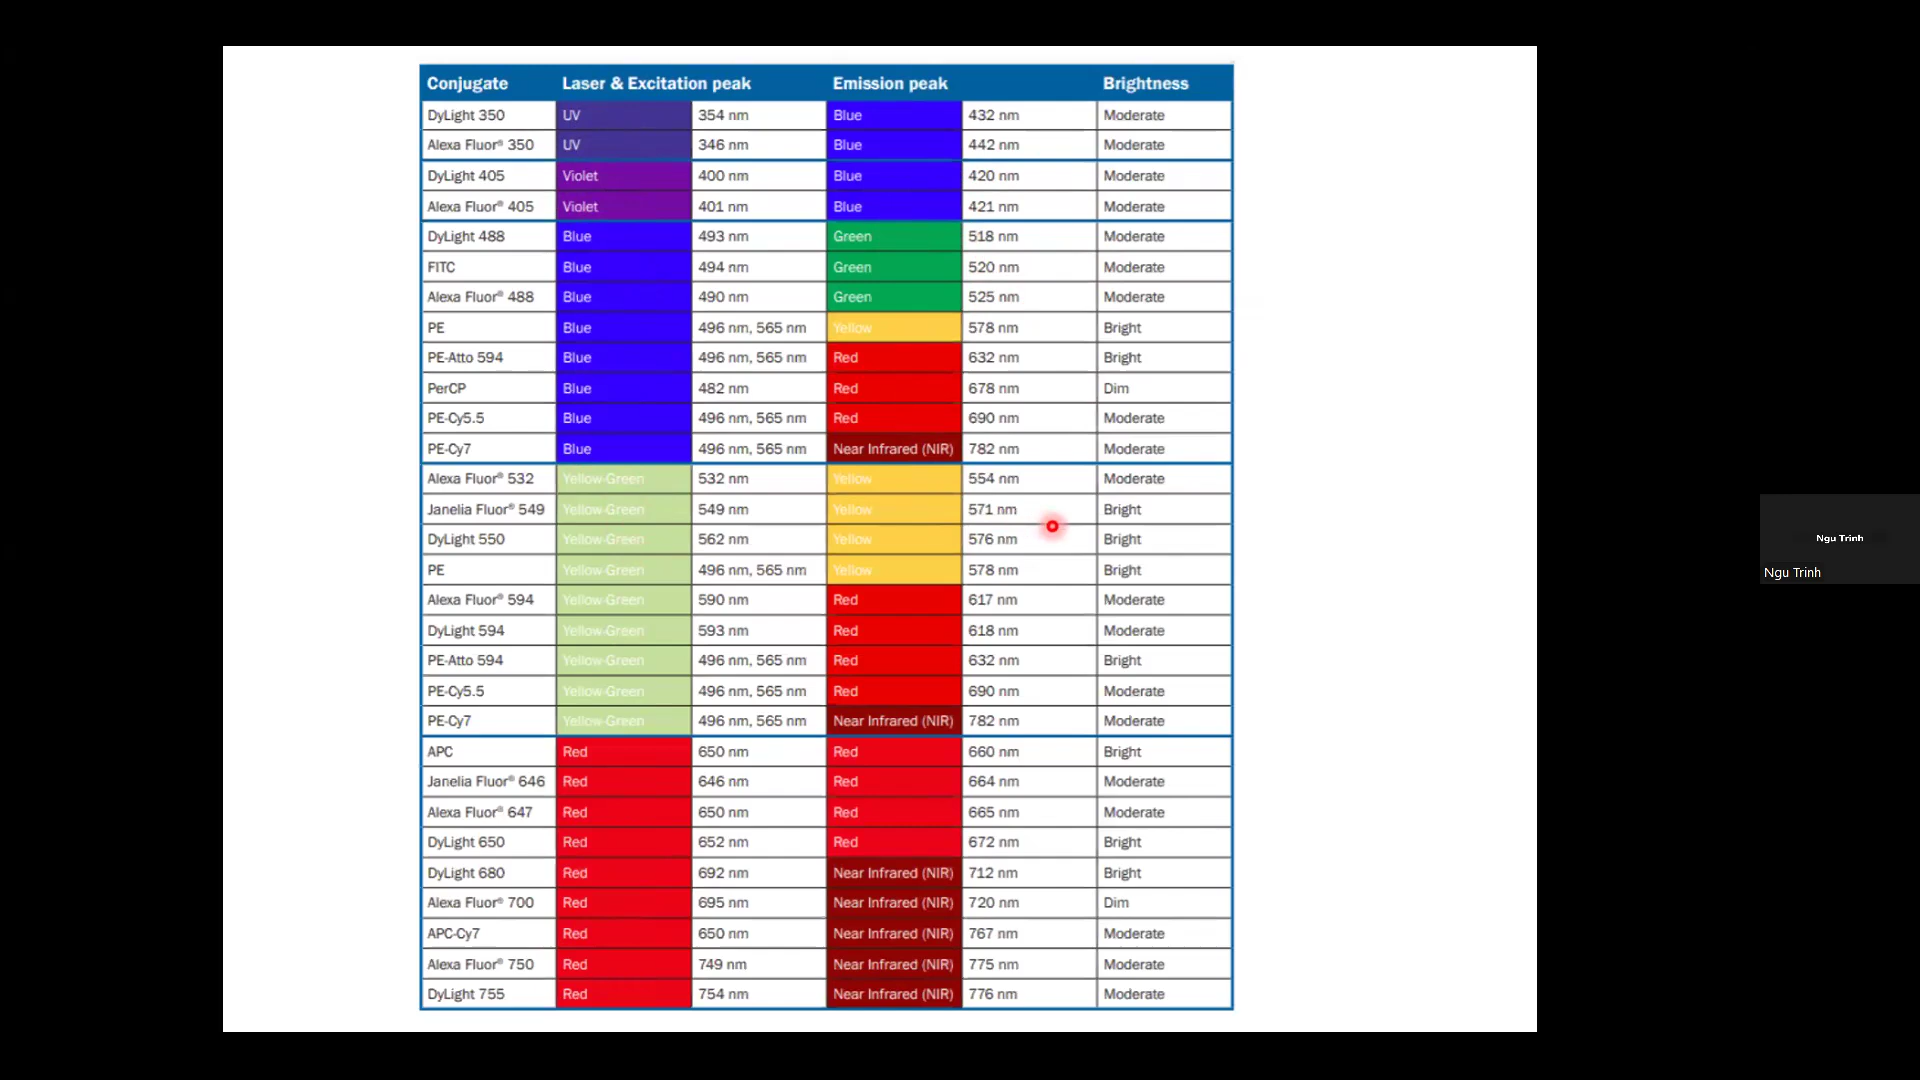 Conjugate Laser & Excitation peak Emission peak Brightness
DyLight 350 UV 354 nm Blue 432 nm Moderate
Alexa Fluor® 350 UV 346 nm Blue 442 nm Moderate
DyLight 405 Violet 400 nm Blue 420 nm Moderate
Alexa Fluor® 405 Violet 401 nm Blue 421 nm Moderate
DyLight 488 Blue 493 nm Green 518 nm Moderate
FITC Blue 494 nm Green 520 nm Moderate
Alexa Fluor® 488 Blue 490 nm Green 525 nm Moderate
PE Blue 496 nm, 565 nm Yellow 578 nm Bright
PE-Atto 594 Blue 496 nm, 565 nm Red 632 nm Bright
PerCP Blue 482 nm Red 678 nm Dim
PE-Cy5.5 Blue 496 nm, 565 nm Red 690 nm Moderate
PE-Cy7 Blue 496 nm, 565 nm Near Infrared (NIR) 782 nm Moderate
Alexa Fluor® 532 Yellow-Green 532 nm Yellow 554 nm Moderate
Janelia Fluor® 549 Yellow-Green 549 nm Yellow 571 nm Bright
DyLight 550 Yellow-Green 562 nm Yellow 576 nm Bright
PE Yellow-Green 496 nm, 565 nm Yellow 578 nm Bright
Alexa Fluor® 594 Yellow-Green 590 nm Red 617 nm Moderate
DyLight 594 Yellow-Green 593 nm Red 618 nm Moderate
PE-Atto 594 Yellow-Green 496 nm, 565 nm Red 632 nm Bright
PE-Cy5.5 Yellow-Green 496 nm, 565 nm Red 690 nm Moderate
PE-Cy7 Yellow-Green 496 nm, 565 nm Near Infrared (NIR) 782 nm Moderate
APC Red 650 nm Red 660 nm Bright
Janelia Fluor® 646 Red 646 nm Red 664 nm Moderate
Alexa Fluor® 647 Red 650 nm Red 665 nm Moderate
DyLight 650 Red 652 nm Red 672 nm Bright
DyLight 680 Red 692 nm Near Infrared (NIR) 712 nm Bright
Alexa Fluor® 700 Red 695 nm Near Infrared (NIR) 720 nm Dim
APC-Cy7 Red 650 nm Near Infrared (NIR) 767 nm Moderate
Alexa Fluor® 750 Red 749 nm Near Infrared (NIR) 775 nm Moderate
DyLight 755 Red 754 nm Near Infrared (NIR) 776 nm Moderate
Ngu Trinh
Ngu Trinh